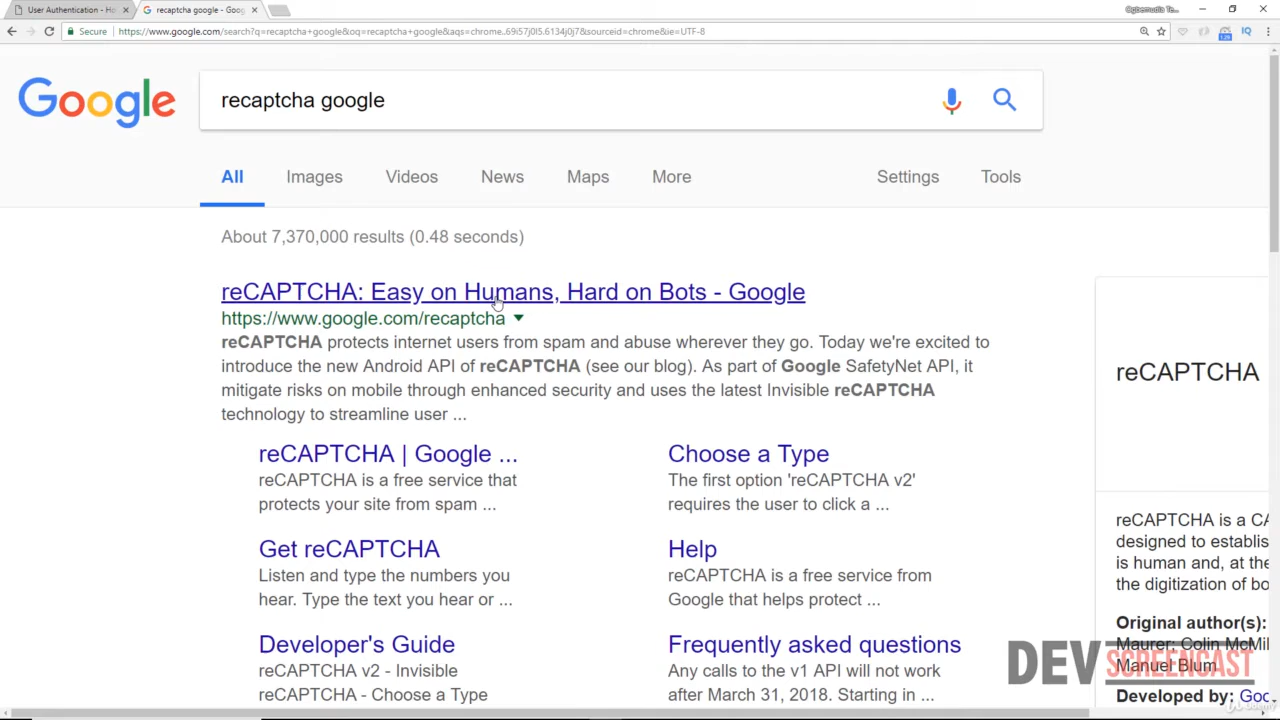 User Authentication - Ho
recaptcha google - Goog
Ogbemudia Te...
Secure
https://www.google.com/search?q=recaptcha+google&oq=recaptcha+google&aqs=chrome..69i57j0l5.6134j0j7&sourceid=chrome&ie=UTF-8
Google
recaptcha google
All
Images
Videos
News
Maps
More
Settings
Tools
About 7,370,000 results (0.48 seconds)
reCAPTCHA: Easy on Humans, Hard on Bots - Google
https://www.google.com/recaptcha
reCAPTCHA protects internet users from spam and abuse wherever they go. Today we're excited to
introduce the new Android API of reCAPTCHA (see our blog). As part of Google SafetyNet API, it
mitigate risks on mobile through enhanced security and uses the latest Invisible reCAPTCHA
technology to streamline user ...
reCAPTCHA | Google ...
reCAPTCHA is a free service that
protects your site from spam ...
Choose a Type
The first option 'reCAPTCHA v2'
requires the user to click a ...
Get reCAPTCHA
Listen and type the numbers you
hear. Type the text you hear or ...
Help
reCAPTCHA is a free service from
Google that helps protect ...
Developer's Guide
reCAPTCHA v2 - Invisible
reCAPTCHA - Choose a Type
Frequently asked questions
Any calls to the v1 API will not work
after March 31, 2018. Starting in ...
reCAPTCHA
reCAPTCHA is a CA
designed to establis
is human and, at the
the digitization of bo
Original author(s):
Maurer; Colin McMil
Manuel Blum
Developed by: Goo
DEVSCREENCAST